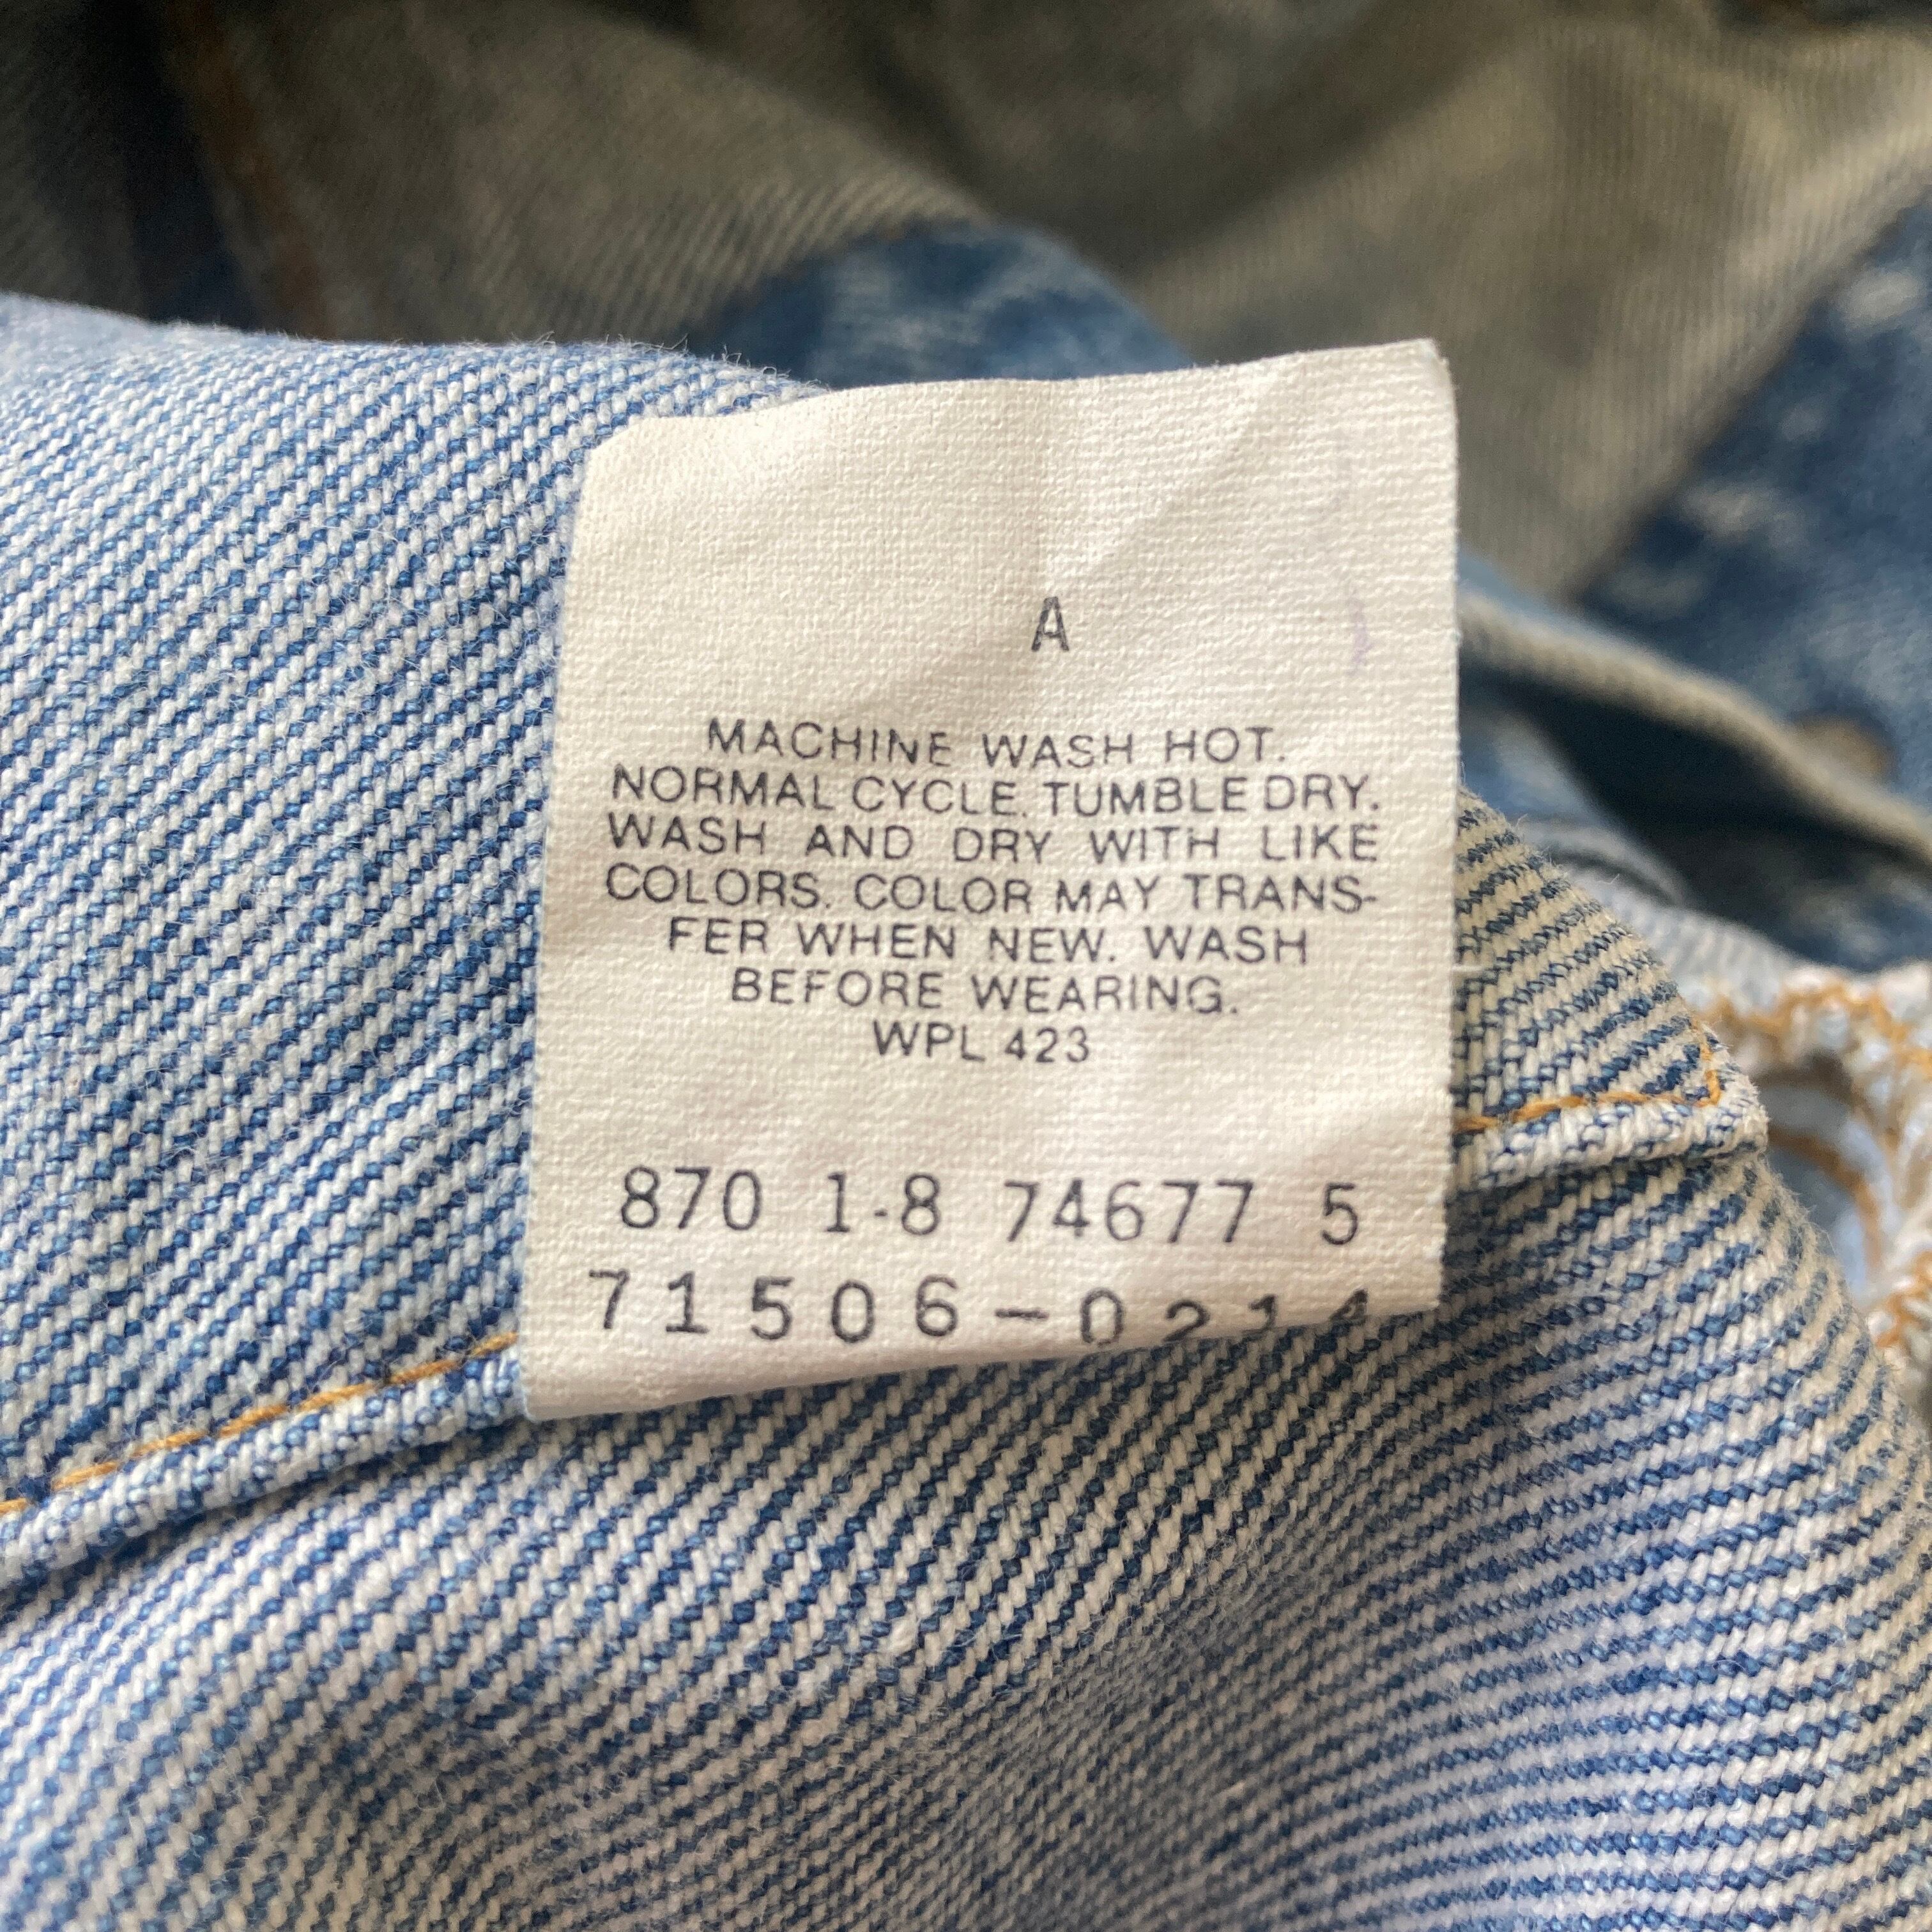 A
MACHINE WASH HOT.
NORMAL CYCLE. TUMBLE DRY.
WASH AND DRY WITH LIKE
COLORS. COLOR MAY TRANS-
FER WHEN NEW. WASH
BEFORE WEARING.
WPL 423
870 1-8 74677 5
71506-0214